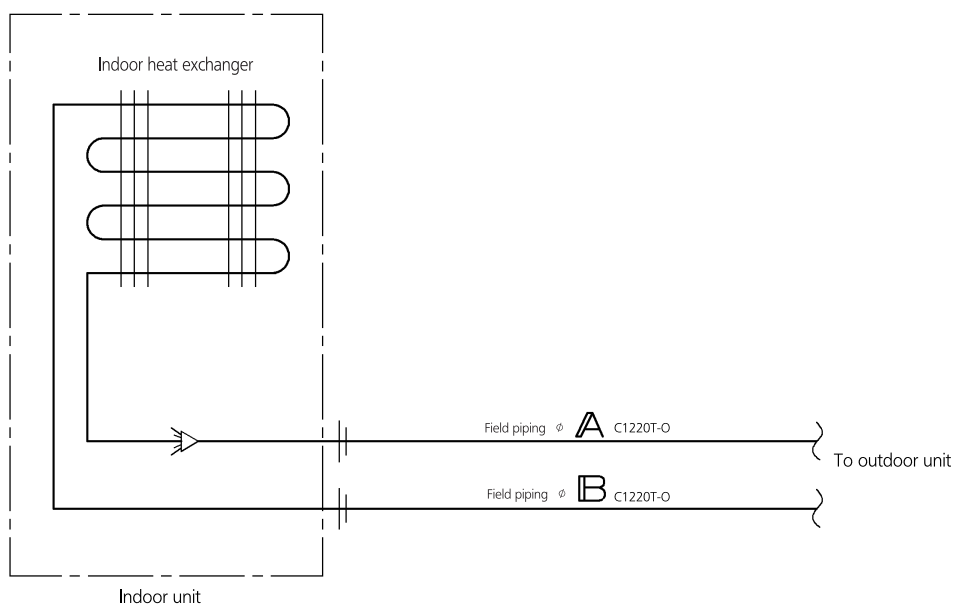 Indoor heat exchanger
Field piping ⌀ A C1220T-O
To outdoor unit
Field piping ⌀ B C1220T-O
Indoor unit